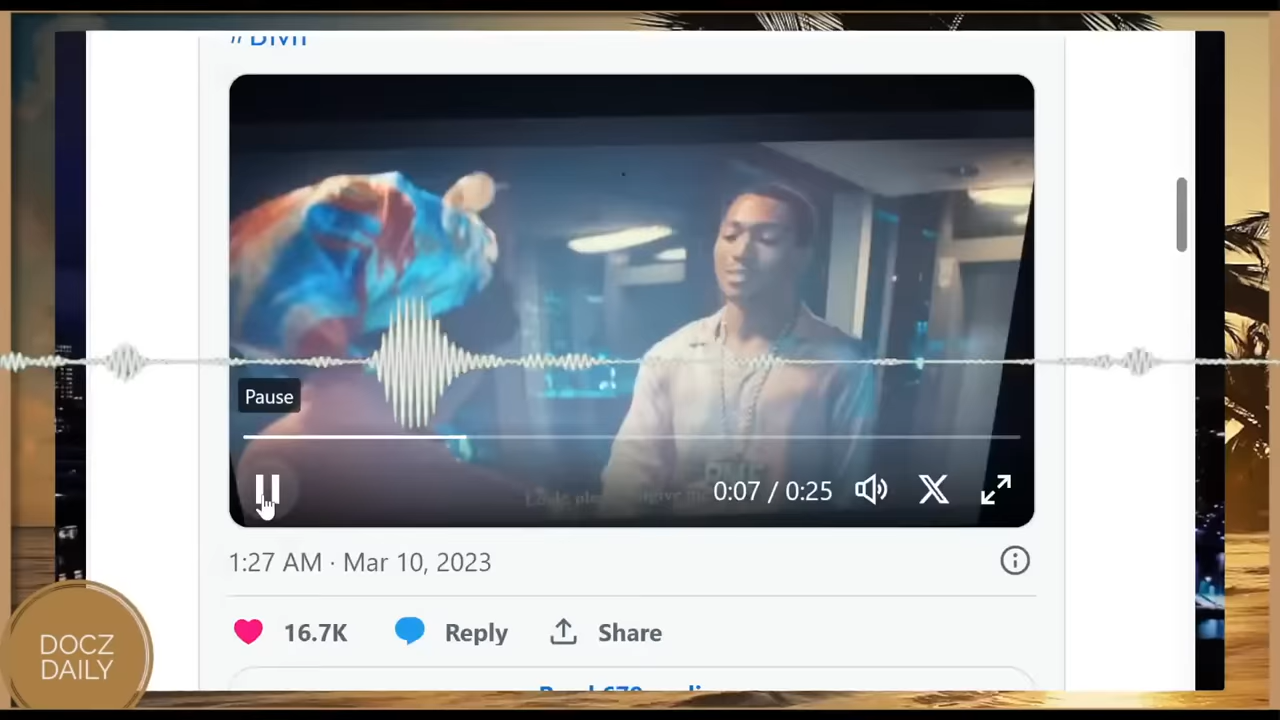 Pause
0:07 / 0:25
1:27 AM · Mar 10, 2023
16.7K
Reply
Share
DOCZ
DAILY